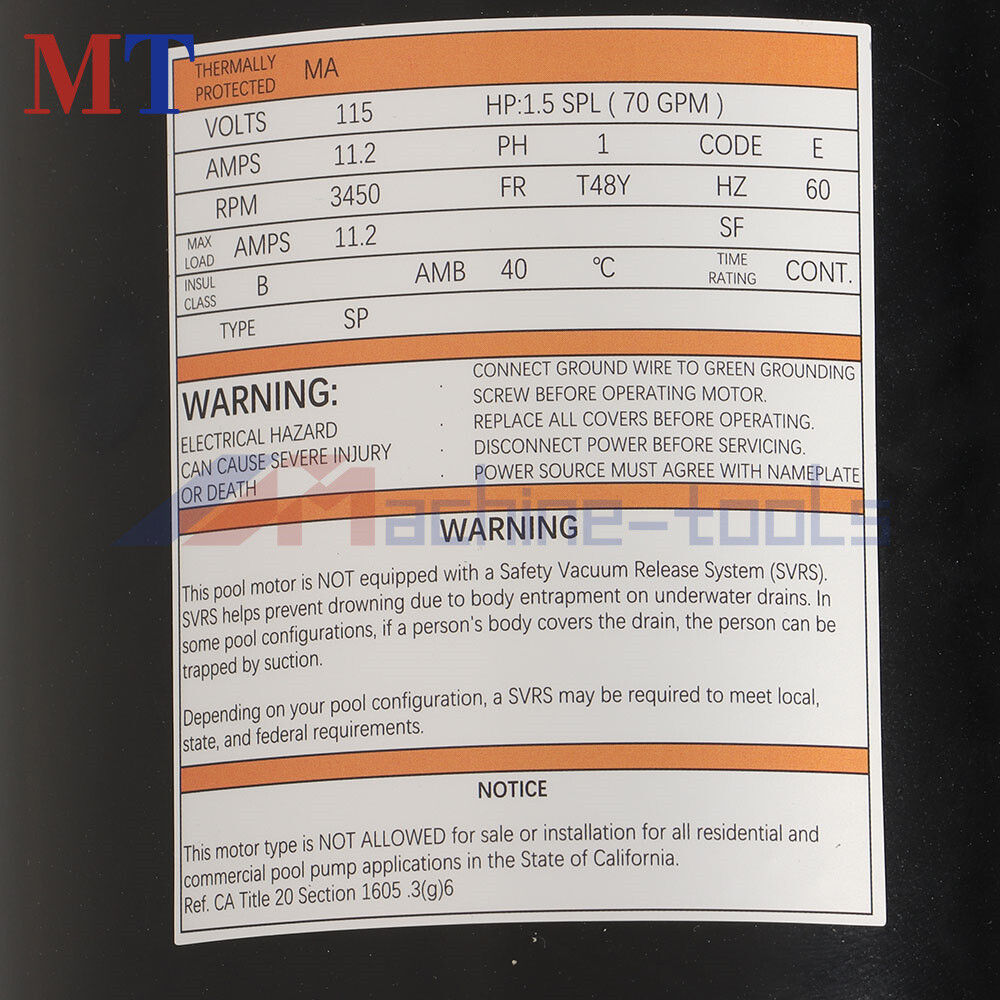 MT
THERMALLY PROTECTED MA
VOLTS 115 HP:1.5 SPL ( 70 GPM )
AMPS 11.2 PH 1 CODE E
RPM 3450 FR T48Y HZ 60
MAX LOAD AMPS 11.2 SF
INSUL CLASS B AMB 40 °C TIME RATING CONT.
TYPE SP
WARNING:
ELECTRICAL HAZARD
CAN CAUSE SEVERE INJURY
OR DEATH
· CONNECT GROUND WIRE TO GREEN GROUNDING
SCREW BEFORE OPERATING MOTOR.
· REPLACE ALL COVERS BEFORE OPERATING.
· DISCONNECT POWER BEFORE SERVICING.
· POWER SOURCE MUST AGREE WITH NAMEPLATE
Machine-tools
WARNING
This pool motor is NOT equipped with a Safety Vacuum Release System (SVRS).
SVRS helps prevent drowning due to body entrapment on underwater drains. In
some pool configurations, if a person's body covers the drain, the person can be
trapped by suction.
Depending on your pool configuration, a SVRS may be required to meet local,
state, and federal requirements.
NOTICE
This motor type is NOT ALLOWED for sale or installation for all residential and
commercial pool pump applications in the State of California.
Ref. CA Title 20 Section 1605 .3(g)6